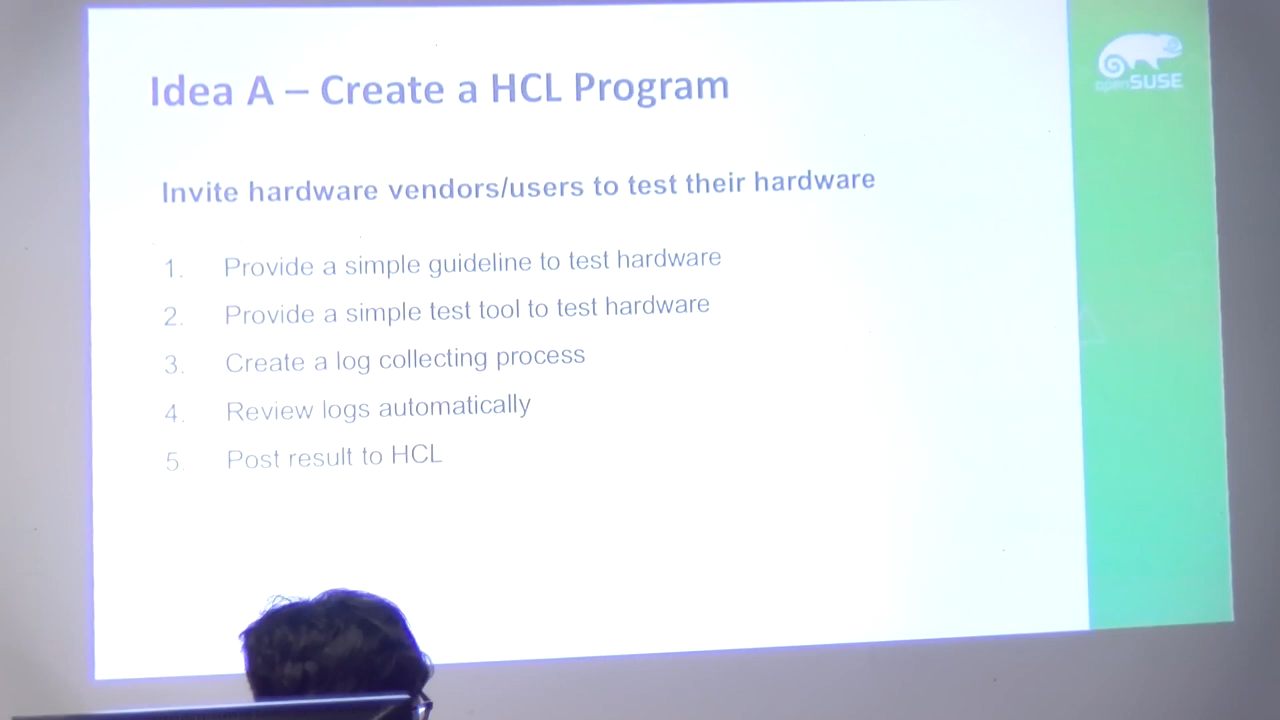 Idea A – Create a HCL Program
openSUSE
Invite hardware vendors/users to test their hardware
1. Provide a simple guideline to test hardware
2. Provide a simple test tool to test hardware
3. Create a log collecting process
4. Review logs automatically
5. Post result to HCL